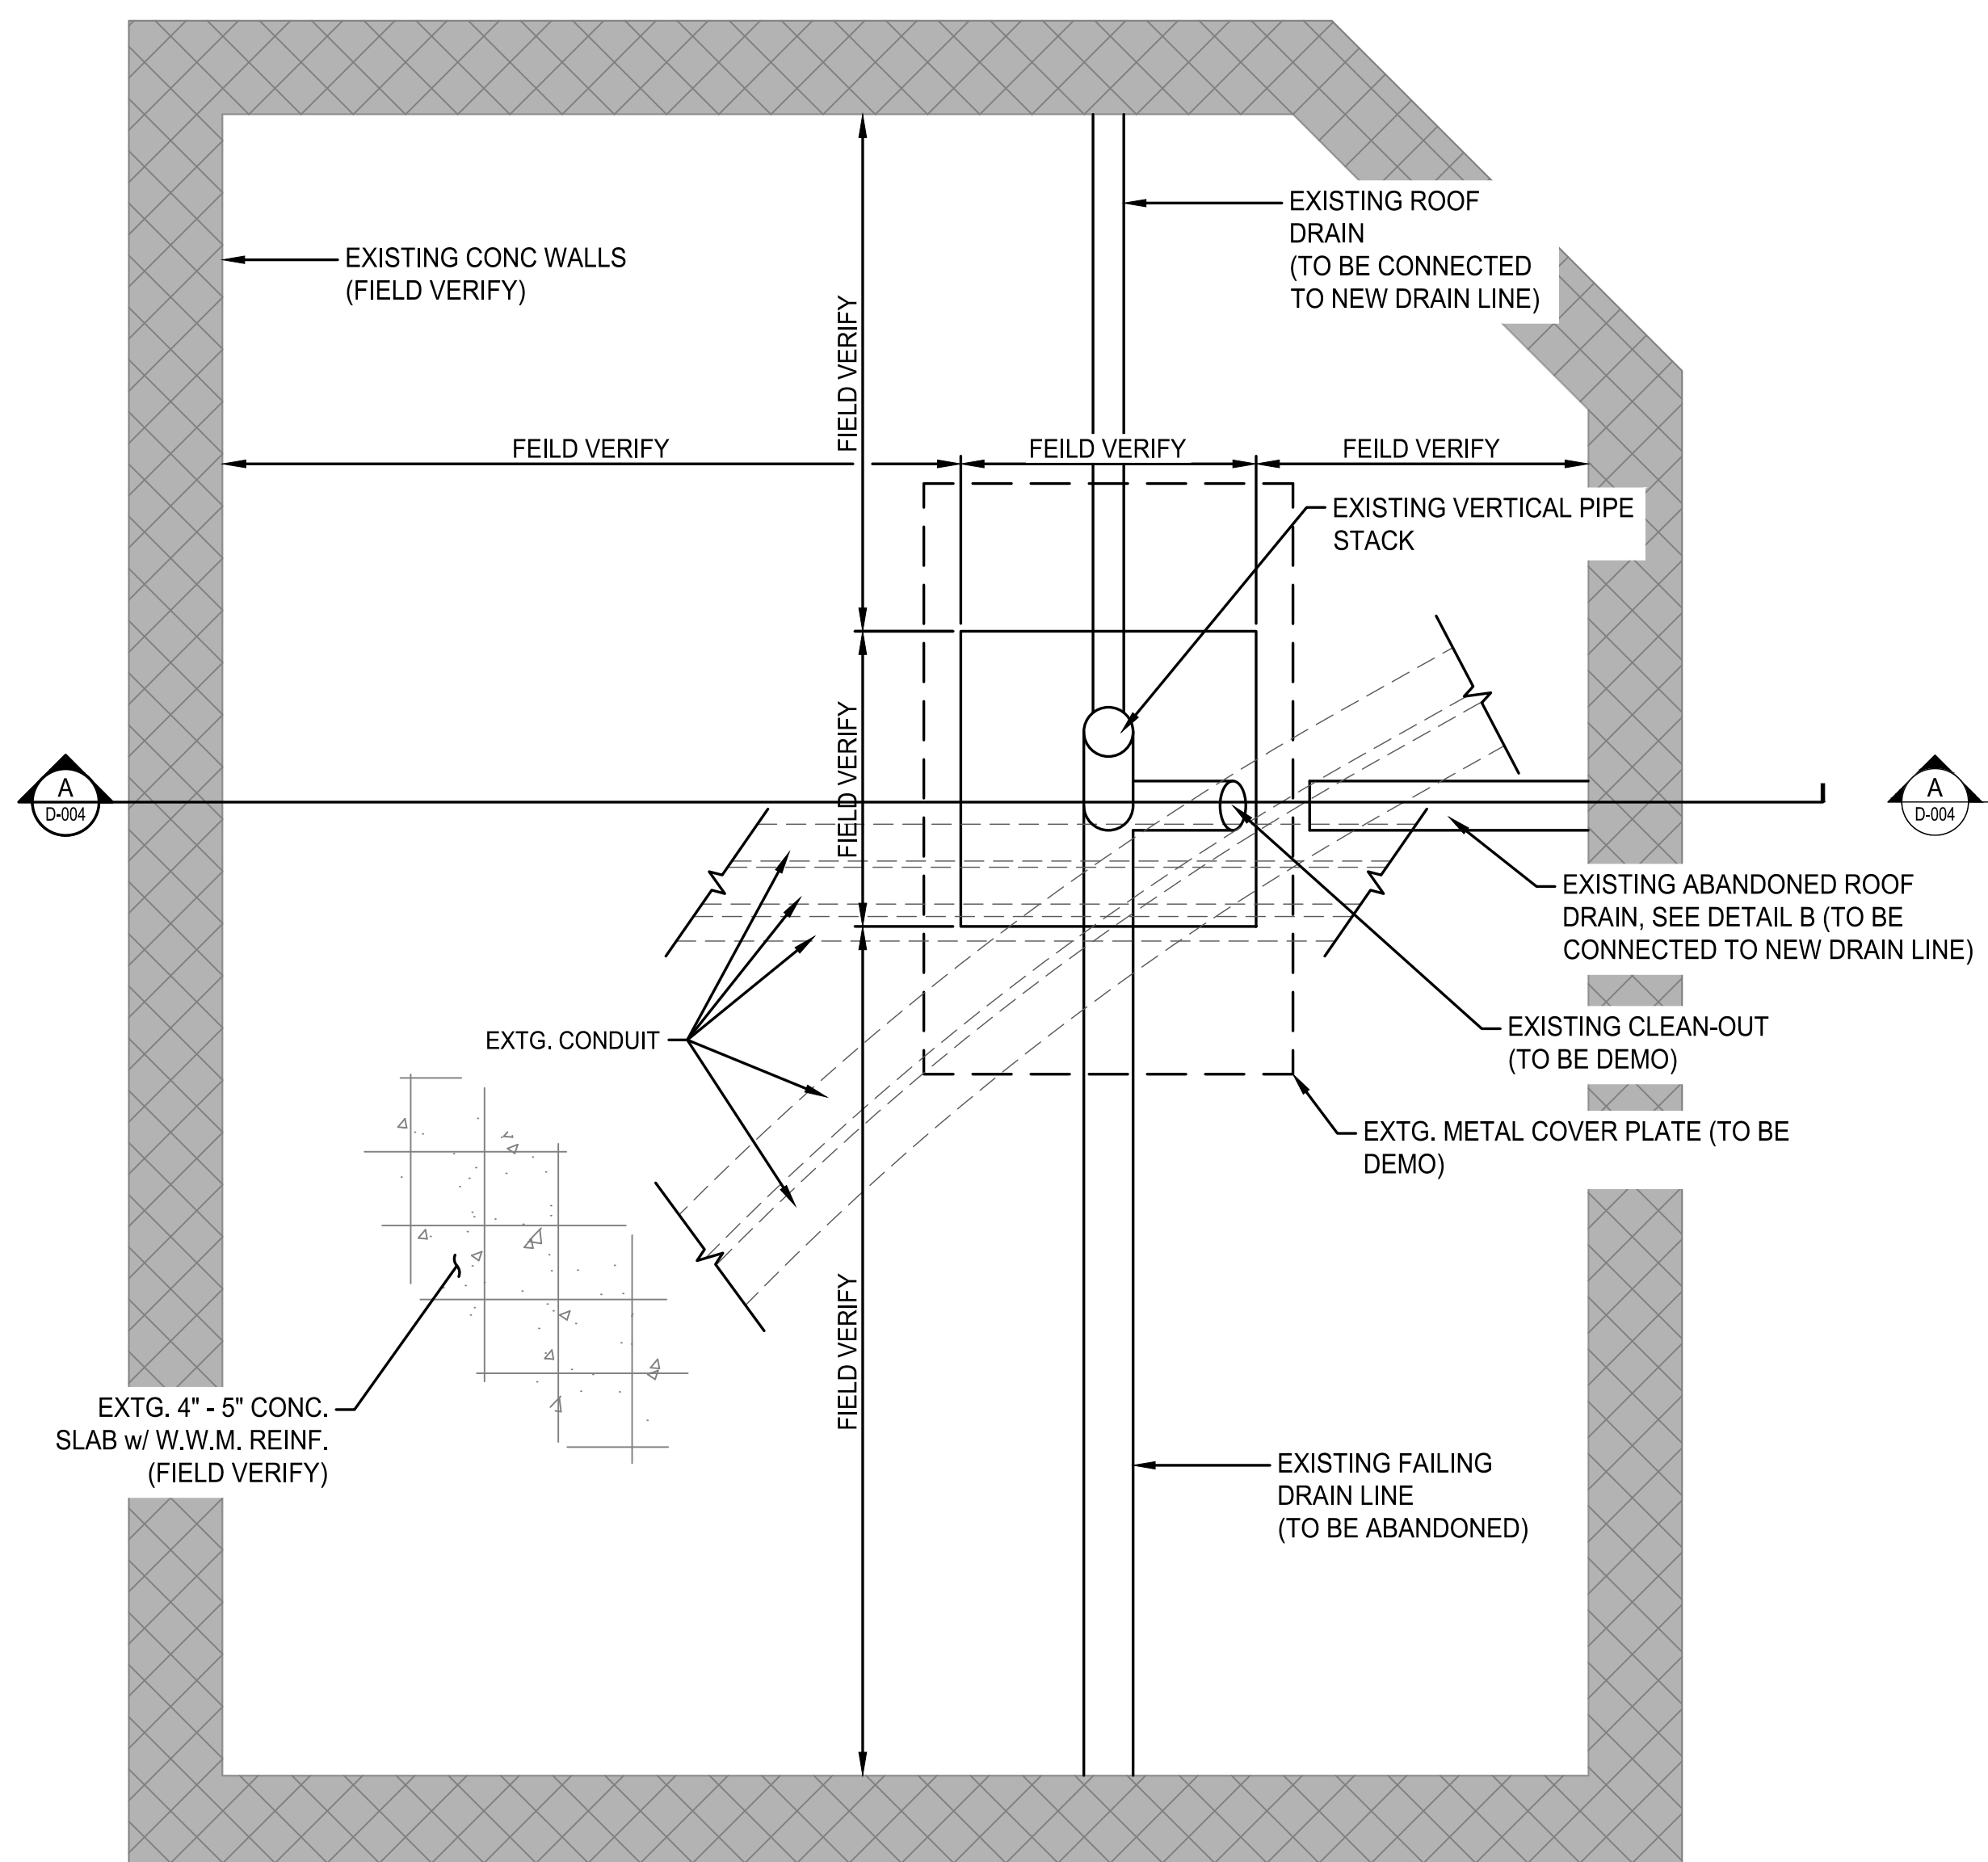 EXISTING ROOF
DRAIN
(TO BE CONNECTED
TO NEW DRAIN LINE)
EXISTING CONC WALLS
(FIELD VERIFY)
FIELD VERIFY
FEILD VERIFY
FEILD VERIFY
FEILD VERIFY
EXISTING VERTICAL PIPE
STACK
FIELD VERIFY
A
D-004
A
D-004
EXISTING ABANDONED ROOF
DRAIN, SEE DETAIL B (TO BE
CONNECTED TO NEW DRAIN LINE)
EXTG. CONDUIT
EXISTING CLEAN-OUT
(TO BE DEMO)
EXTG. METAL COVER PLATE (TO BE
DEMO)
FIELD VERIFY
EXTG. 4" - 5" CONC.
SLAB w/ W.W.M. REINF.
(FIELD VERIFY)
EXISTING FAILING
DRAIN LINE
(TO BE ABANDONED)